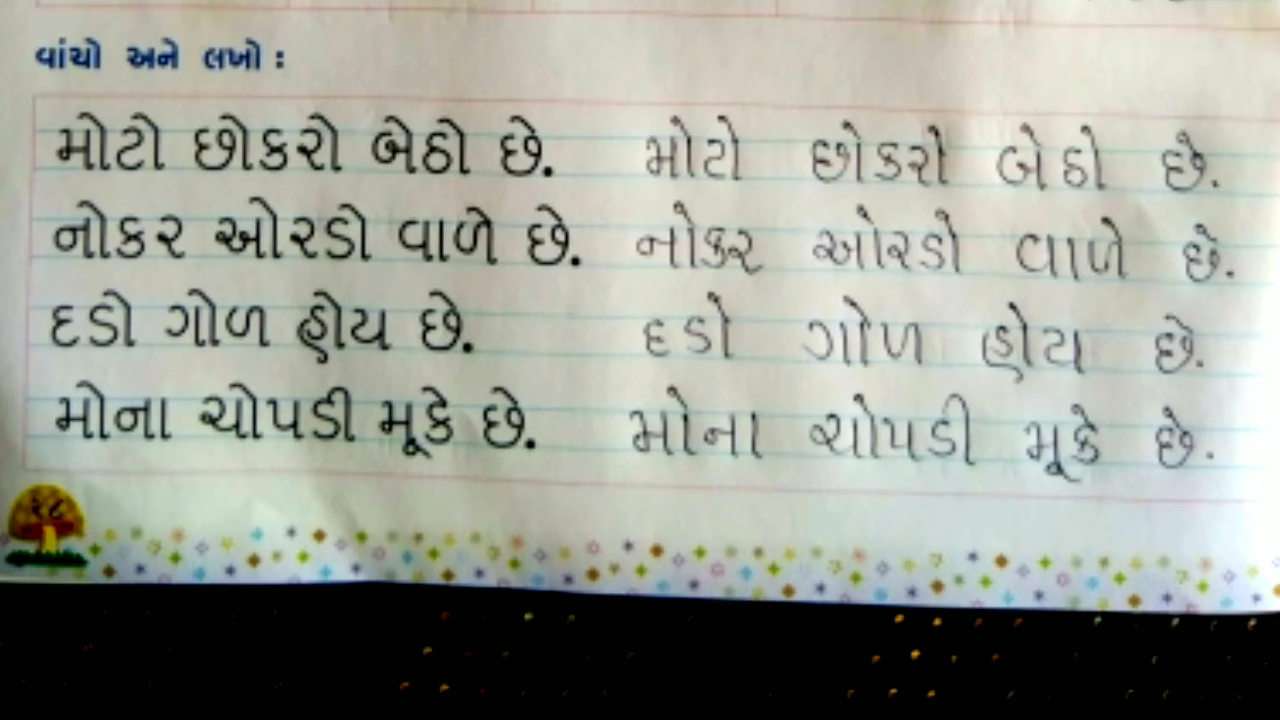 વાંચો અને લખો :
મોટો છોકરો બેઠો છે. મોટો છોકરો બેઠો છે.
નોકર ઓરડો વાળે છે. નોકર ઓરડો વાળે છે.
દડો ગોળ હોય છે. દડો ગોળ હોય છે.
મોના ચોપડી મૂકે છે. મોના ચોપડી મૂકે છે.